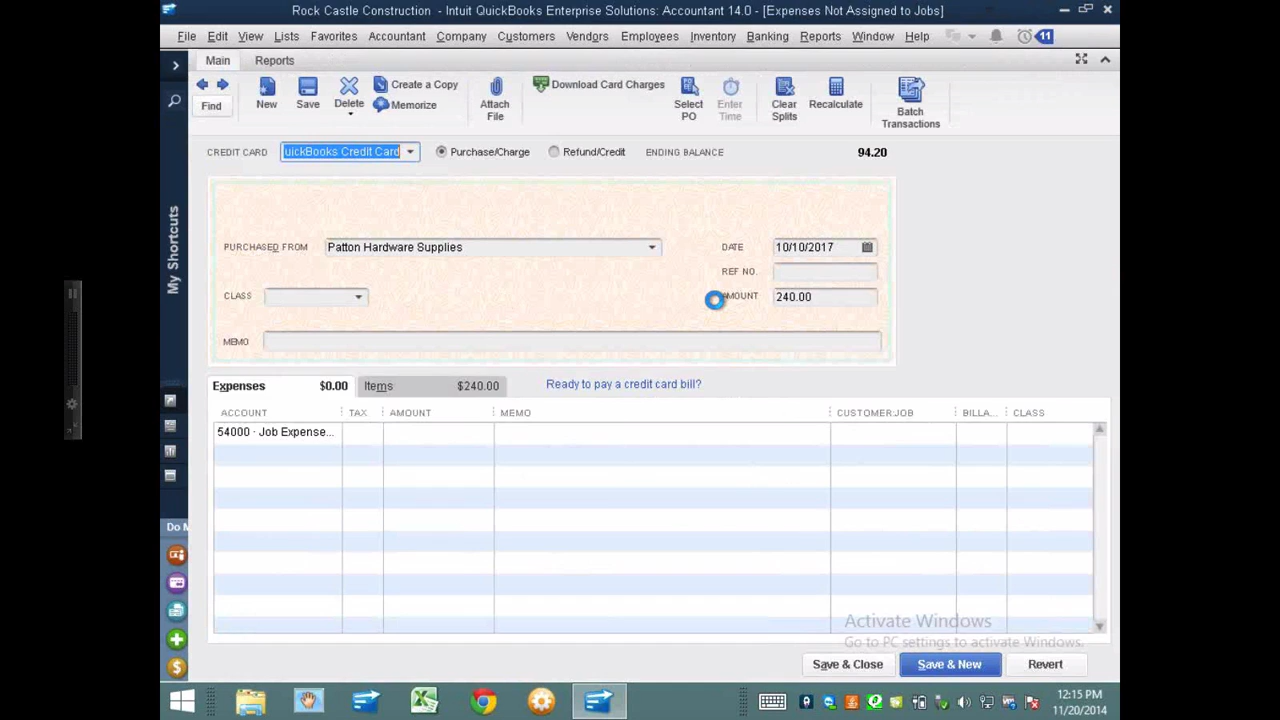 Rock Castle Construction - Intuit QuickBooks Enterprise Solutions: Accountant 14.0 - [Expenses Not Assigned to Jobs]
File Edit View Lists Favorites Accountant Company Customers Vendors Employees Inventory Banking Reports Window Help 11
Main Reports
Find New Save Delete Create a Copy Memorize Attach File Download Card Charges Select PO Enter Time Clear Splits Recalculate Batch Transactions
CREDIT CARD uickBooks Credit Card Purchase/Charge Refund/Credit ENDING BALANCE 94.20
My Shortcuts
PURCHASED FROM Patton Hardware Supplies DATE 10/10/2017
REF NO.
CLASS AMOUNT 240.00
MEMO
Expenses $0.00 Items $240.00 Ready to pay a credit card bill?
ACCOUNT TAX AMOUNT MEMO CUSTOMER:JOB BILLA... CLASS
54000 · Job Expense...
Do M
Activate Windows
Go to PC settings to activate Windows.
Save & Close Save & New Revert
12:15 PM
11/20/2014